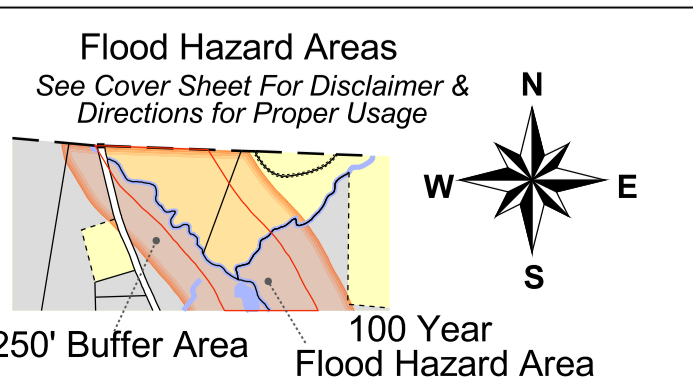 Flood Hazard Areas
See Cover Sheet For Disclaimer &
Directions for Proper Usage
N
W
E
S
250' Buffer Area
100 Year
Flood Hazard Area